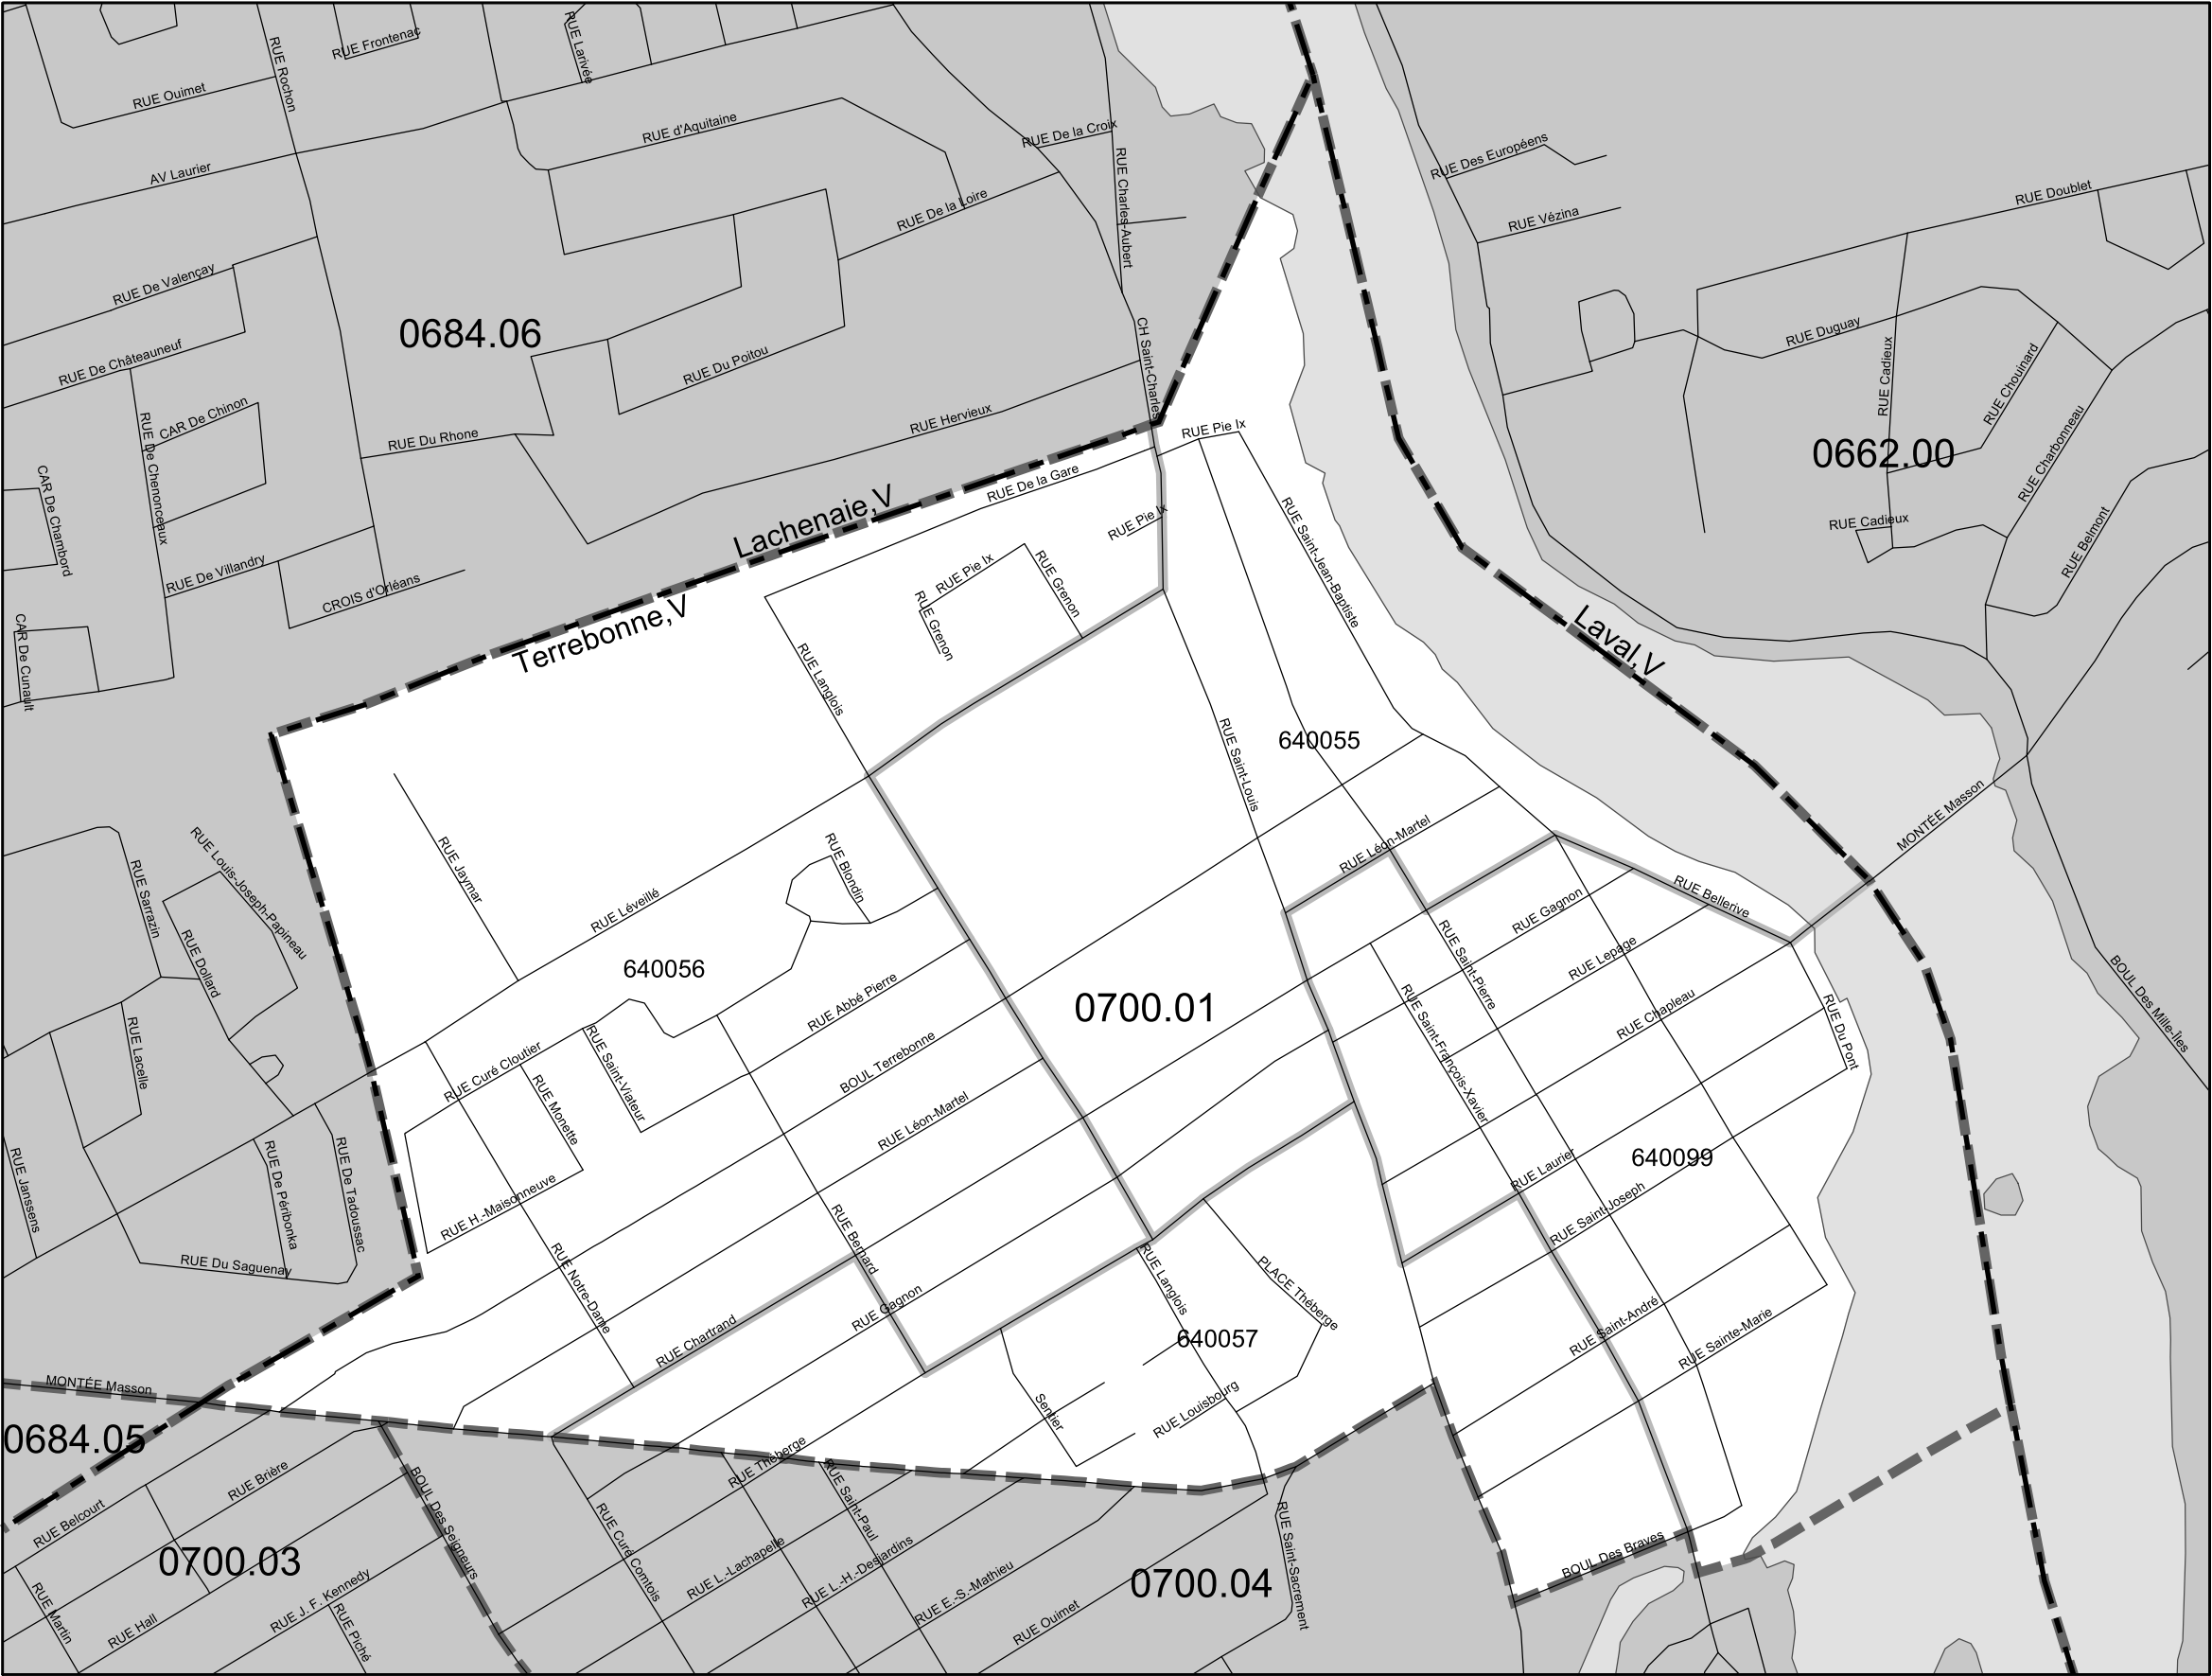 RUE Frontenac
RUE Larivée
RUE Rochon
RUE Ouimet
RUE d'Aquitaine
RUE De la Croix
RUE Des Européens
AV Laurier
RUE Charles-Aubert
RUE De la Loire
RUE Vézina
RUE Doublet
RUE De Valençay
0684.06
CH Saint-Charles
RUE Duguay
RUE De Châteauneuf
RUE Du Poitou
RUE Cadieux
RUE Chouinard
CAR De Chinon
RUE Hervieux
RUE Du Rhone
RUE Pie Ix
0662.00
RUE Charbonneau
RUE De Chenonceaux
CAR De Chambord
RUE De la Gare
Lachenaie,V
RUE Pie Ix
RUE Saint-Jean-Baptiste
RUE Cadieux
RUE Belmont
RUE De Villandry
CROIS d'Orléans
RUE Pie Ix
RUE Grenon
RUE Grenon
Terrebonne,V
Laval,V
CAR De Cunault
RUE Langlois
640055
RUE Saint-Louis
MONTÉE Masson
RUE Louis-Joseph-Papineau
RUE Sarrazin
RUE Jaymar
RUE Blondin
RUE Léon-Martel
RUE Léveillé
RUE Bellerive
RUE Gagnon
RUE Dollard
640056
RUE Saint-Pierre
RUE Lepage
BOUL Des Mille-Îles
RUE Abbé Pierre
0700.01
RUE Chapleau
RUE Du Pont
RUE Lacelle
RUE Curé Cloutier
RUE Saint-Viateur
BOUL Terrebonne
RUE Saint-François-Xavier
RUE Monette
RUE Léon-Martel
RUE Janssens
RUE De Péribonka
RUE De Tadoussac
640099
RUE Laurier
RUE H.-Maisonneuve
RUE Saint-Joseph
RUE Bernard
RUE Du Saguenay
RUE Notre-Dame
RUE Langlois
PLACE Théberge
RUE Gagnon
RUE Chartrand
640057
RUE Saint-André
RUE Sainte-Marie
MONTÉE Masson
Sentier
RUE Louisbourg
0684.05
RUE Théberge
RUE Brière
BOUL Des Seigneurs
RUE Saint-Paul
RUE Belcourt
RUE Curé Comtois
RUE Saint-Sacrement
0700.03
RUE L.-Lachapelle
RUE L.-H.-Desjardins
BOUL Des Braves
0700.04
RUE E.-S.-Mathieu
RUE Martin
RUE Hall
RUE J. F. Kennedy
RUE Piché
RUE Ouimet